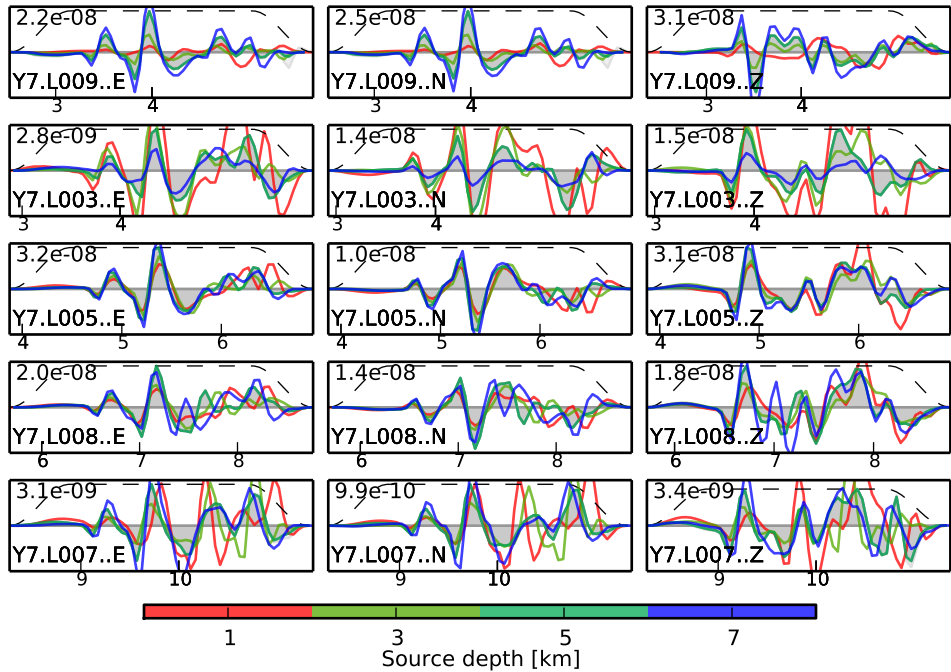 2.2e-08 2.5e-08 3.1e-08
Y7.L009..E Y7.L009..N Y7.L009..Z
3 4 3 4 3 4
2.8e-09 1.4e-08 1.5e-08
Y7.L003..E Y7.L003..N Y7.L003..Z
3 4 3 4 3 4
3.2e-08 1.0e-08 3.1e-08
Y7.L005..E Y7.L005..N Y7.L005..Z
4 5 6 4 5 6 4 5 6
2.0e-08 1.4e-08 1.8e-08
Y7.L008..E Y7.L008..N Y7.L008..Z
6 7 8 6 7 8 6 7 8
3.1e-09 9.9e-10 3.4e-09
Y7.L007..E Y7.L007..N Y7.L007..Z
9 10 9 10 9 10
1 3 5 7
Source depth [km]